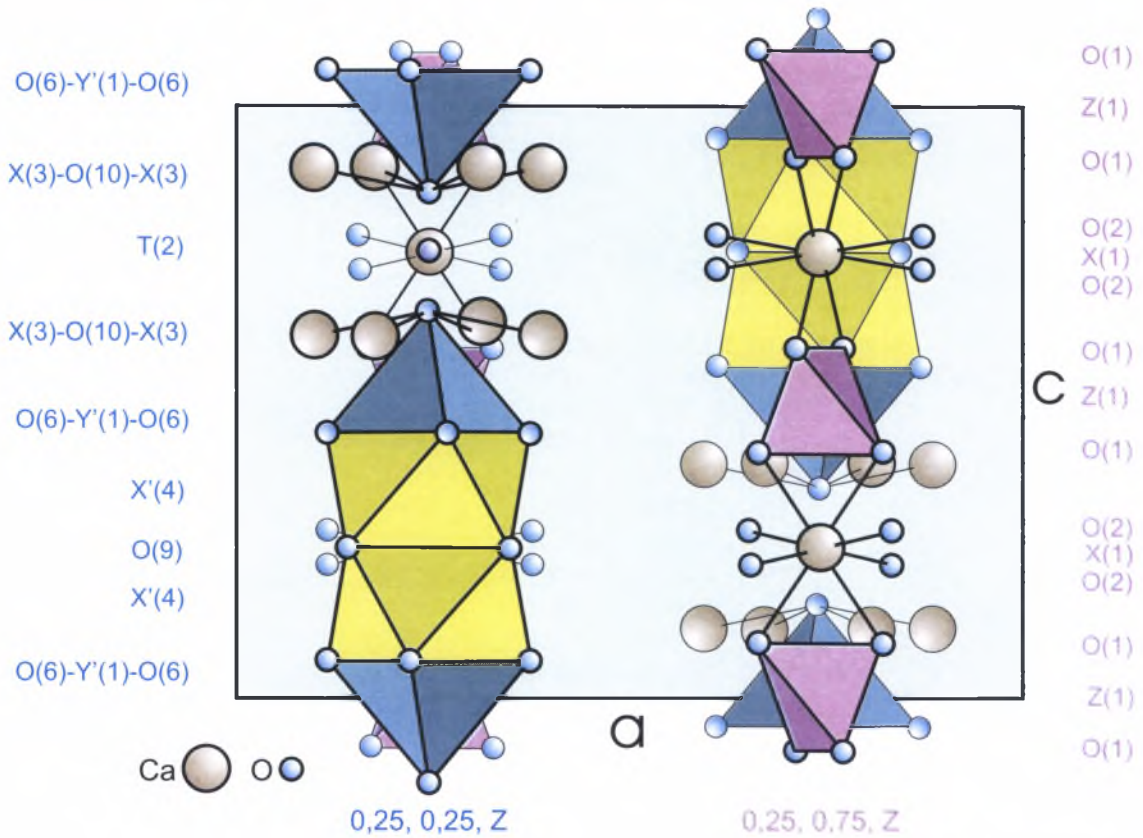 O(6)-Y'(1)-O(6)
X(3)-O(10)-X(3)
T(2)
X(3)-O(10)-X(3)
O(6)-Y'(1)-O(6)
X'(4)
O(9)
X'(4)
O(6)-Y'(1)-O(6)
O(1)
Z(1)
O(1)
O(2)
X(1)
O(2)
O(1)
Z(1)
O(1)
O(2)
X(1)
O(2)
O(1)
Z(1)
O(1)
c
a
Ca O
0,25, 0,25, Z
0,25, 0,75, Z